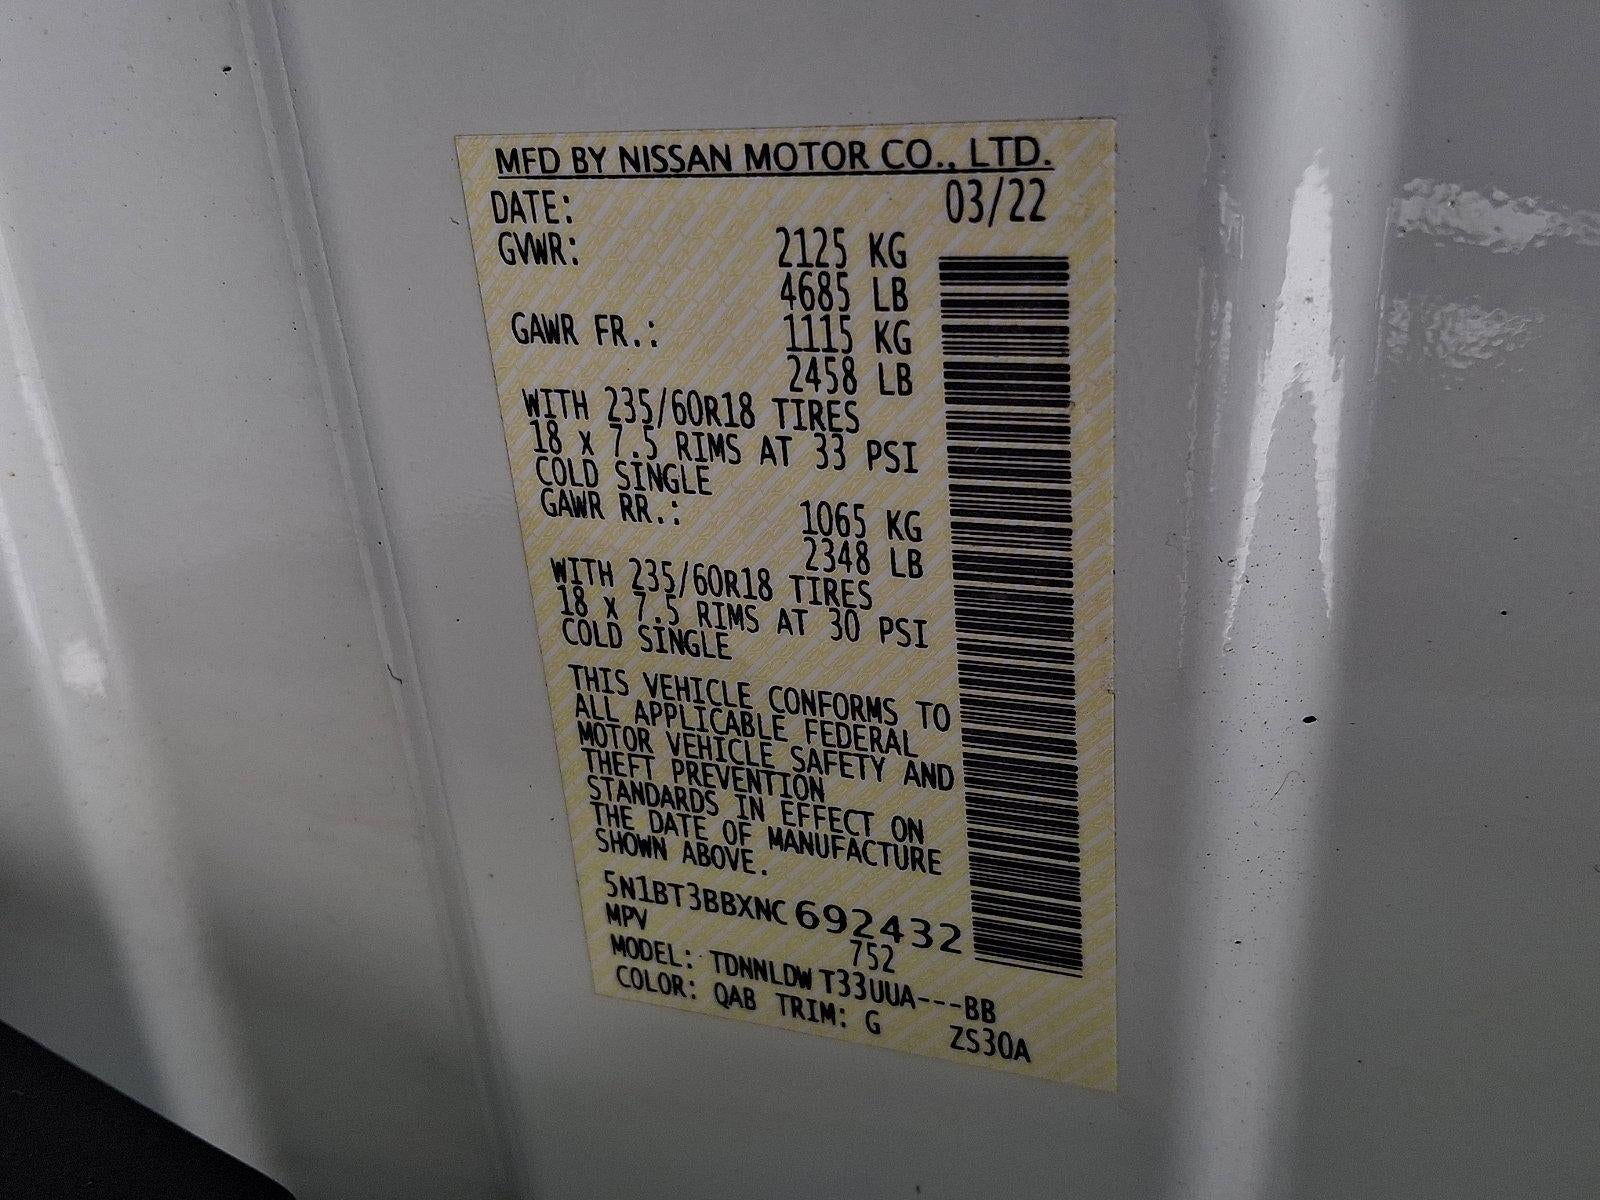 MFD BY NISSAN MOTOR CO., LTD.
DATE: 03/22
GVWR: 2125 KG
4685 LB
GAWR FR.: 1115 KG
2458 LB
WITH 235/60R18 TIRES
18 x 7.5 RIMS AT 33 PSI
COLD SINGLE
GAWR RR.: 1065 KG
2348 LB
WITH 235/60R18 TIRES
18 x 7.5 RIMS AT 30 PSI
COLD SINGLE
THIS VEHICLE CONFORMS TO
ALL APPLICABLE FEDERAL
MOTOR VEHICLE SAFETY AND
THEFT PREVENTION
STANDARDS IN EFFECT ON
THE DATE OF MANUFACTURE
SHOWN ABOVE.
5N1BT3BBXNC692432
MPV 752
MODEL: TDNNLDW T33UUA---BB
COLOR: QAB TRIM: G ZS30A